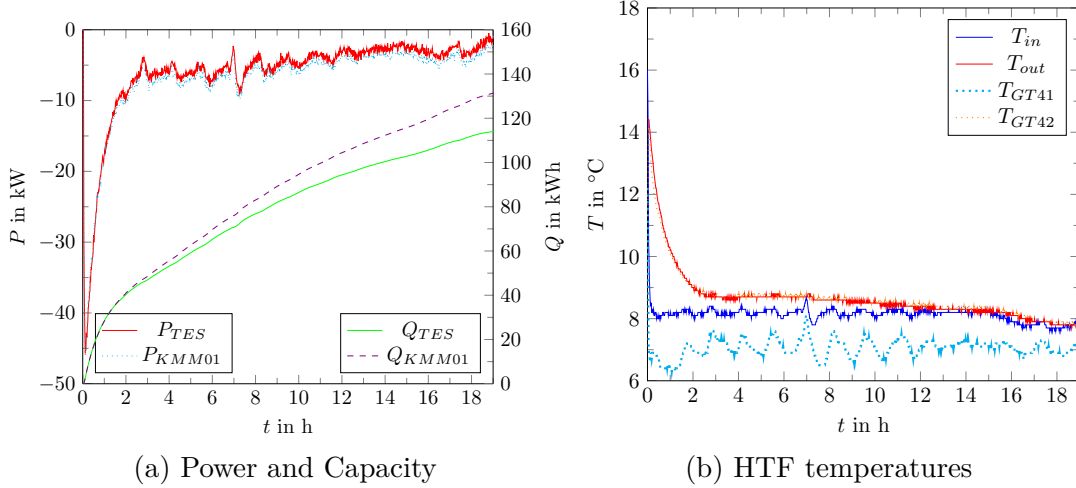 0
−10
−20
−30
−40
−50
P in kW
0
2
4
6
8
10
12
14
16
18
t in h
160
140
120
100
80
60
40
20
0
Q in kWh
P_TES
P_KMM01
Q_TES
Q_KMM01
(a) Power and Capacity
18
16
14
12
10
8
6
T in °C
0
2
4
6
8
10
12
14
16
18
t in h
T_in
T_out
T_GT41
T_GT42
(b) HTF temperatures